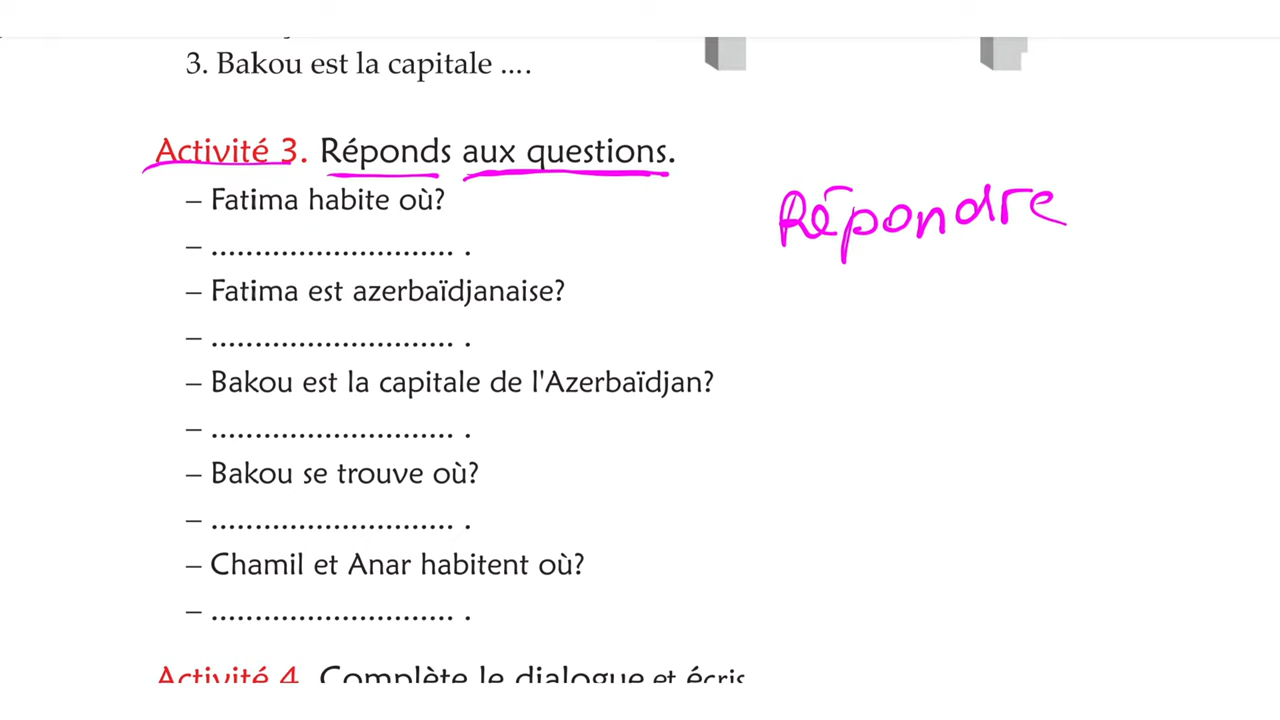 3. Bakou est la capitale ....
Activité 3. Réponds aux questions.
– Fatima habite où?
Répondre
– ............................ .
– Fatima est azerbaïdjanaise?
– ............................ .
– Bakou est la capitale de l'Azerbaïdjan?
– ............................ .
– Bakou se trouve où?
– ............................ .
– Chamil et Anar habitent où?
– ............................ .
Activité 4. Complète le dialogue et écris